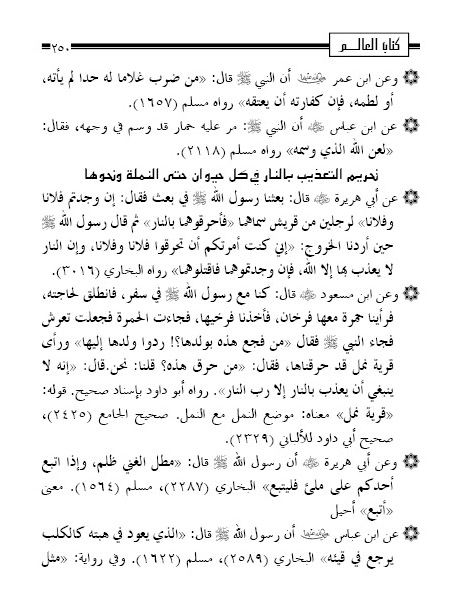 كتاب العالم
٢٥٠
وعن ابن عمر رضي الله عنهما أن النبي ﷺ قال: «من ضرب غلاما له حدا لم يأته،
أو لطمه، فإن كفارته أن يعتقه» رواه مسلم (١٦٥٧).
عن ابن عباس رضي الله عنه أن النبي ﷺ: مر عليه حمار قد وسم في وجهه، فقال:
«لعن الله الذي وسمه» رواه مسلم (٢١١٨).
تحريم التعذيب بالنار في كل حيوان حتى النملة ونحوها
عن أبي هريرة رضي الله عنه قال: بعثنا رسول الله ﷺ في بعث فقال: إن وجدتم فلانا
وفلانا» لرجلين من قريش سماهما «فأحرقوهما بالنار» ثم قال رسول الله ﷺ
حين أردنا الخروج: «إني كنت أمرتكم أن تحرقوا فلانا وفلانا، وإن النار
لا يعذب بها إلا الله، فإن وجدتموهما فاقتلوهما» رواه البخاري (٣٠١٦).
وعن ابن مسعود رضي الله عنه قال: كنا مع رسول الله ﷺ في سفر، فانطلق لحاجته،
فرأينا حمرة معها فرخان، فأخذنا فرخيها، فجاءت الحمرة فجعلت تعرش
فجاء النبي ﷺ فقال «من فجع هذه بولدها؟! ردوا ولدها إليها» ورأى
قرية نمل قد حرقناها، فقال: «من حرق هذه؟ قلنا: نحن.قال: «إنه لا
ينبغي أن يعذب بالنار إلا رب النار». رواه أبو داود بإسناد صحيح. قوله:
«قرية نمل» معناه: موضع النمل مع النمل. صحيح الجامع (٢٤٢٥)،
صحيح أبي داود للألباني (٢٣٢٩).
وعن أبي هريرة رضي الله عنه أن رسول الله ﷺ قال: «مطل الغني ظلم، وإذا اتبع
أحدكم على ملئ فليتبع» البخاري (٢٢٨٧)، مسلم (١٥٦٤). معنى
«أتبع» أحيل
عن ابن عباس رضي الله عنهما أن رسول الله ﷺ قال: «الذي يعود في هبته كالكلب
يرجع في قيئه» البخاري (٢٥٨٩)، مسلم (١٦٢٢). وفي رواية: «مثل